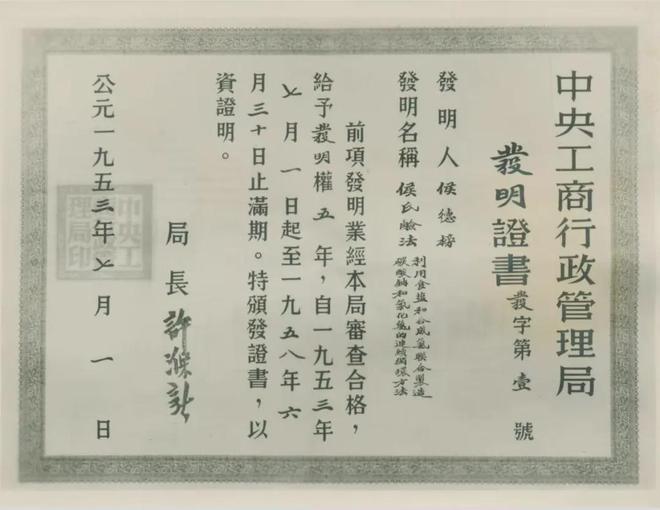 中央工商行政管理局
發明證書
發字第壹號
發明人 侯德榜
發明名稱 侯氏鹼法
利用食鹽和合成氨聯合製造
碳酸鈉和氯化氨的連續循環方法
前項發明業經本局審查合格，
給予發明權五年，自一九五三年
七月一日起至一九五八年六
月三十日止滿期。特頒發證書，以
資證明。
局長 許滌新
公元一九五三年七月一日
中央工
商行政
管理局印